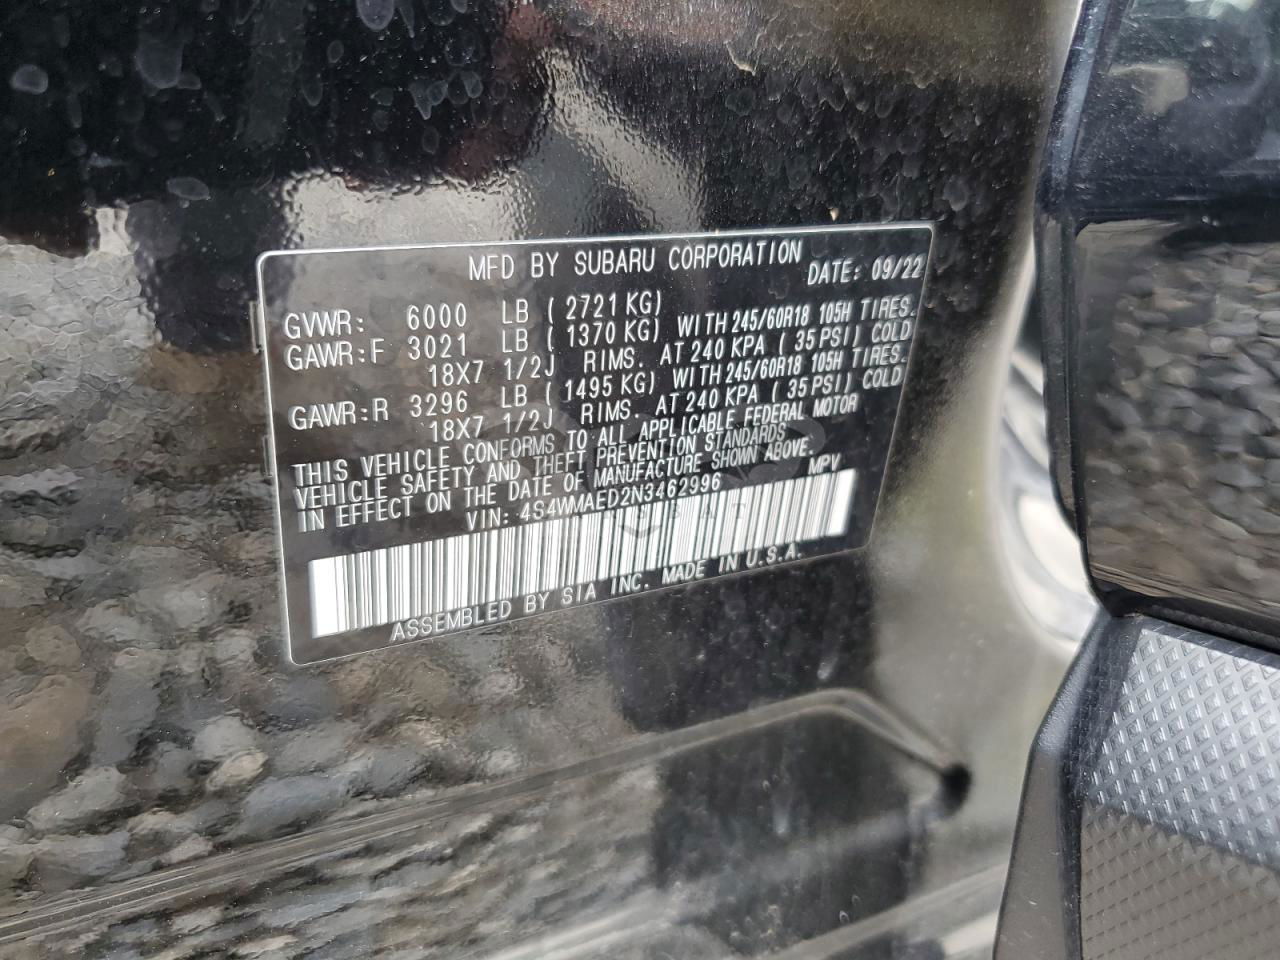 MFD BY SUBARU CORPORATION DATE: 09/22
GVWR: 6000 LB ( 2721 KG)
GAWR:F 3021 LB ( 1370 KG) WITH 245/60R18 105H TIRES.
18X7 1/2J RIMS. AT 240 KPA ( 35 PSI) COLD
GAWR:R 3296 LB ( 1495 KG) WITH 245/60R18 105H TIRES.
18X7 1/2J RIMS. AT 240 KPA ( 35 PSI) COLD
THIS VEHICLE CONFORMS TO ALL APPLICABLE FEDERAL MOTOR
VEHICLE SAFETY AND THEFT PREVENTION STANDARDS
IN EFFECT ON THE DATE OF MANUFACTURE SHOWN ABOVE.
VIN: 4S4WMAED2N3462996 MPV
ASSEMBLED BY SIA INC. MADE IN U.S.A.